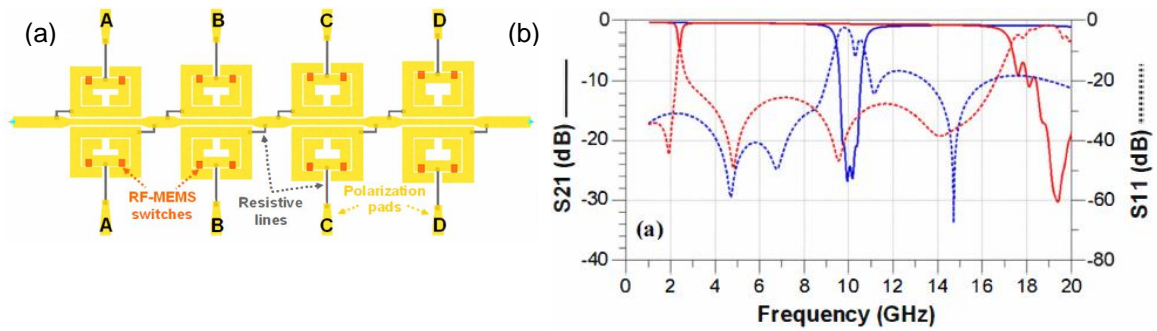 (a)
A B C D
RF-MEMS
switches
Resistive
lines
Polarization
pads
A B C D
(b)
0
-10
-20
-30
-40
S21 (dB)
(a)
0
-20
-40
-60
-80
S11 (dB)
0 2 4 6 8 10 12 14 16 18 20
Frequency (GHz)